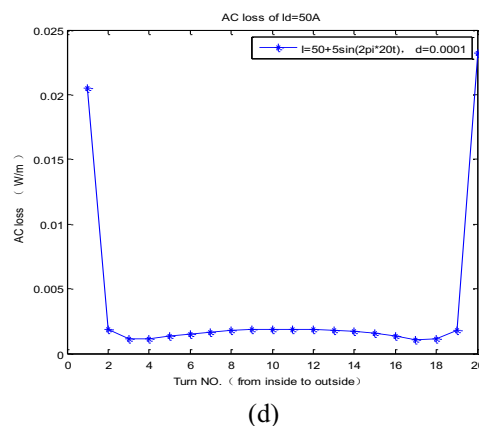 AC loss of Id=50A
I=50+5sin(2pi*20t)， d=0.0001
0.025
0.02
0.015
0.01
0.005
0
AC loss （ W/m）
0 2 4 6 8 10 12 14 16 18 20
Turn NO.（ from inside to outside）
(d)